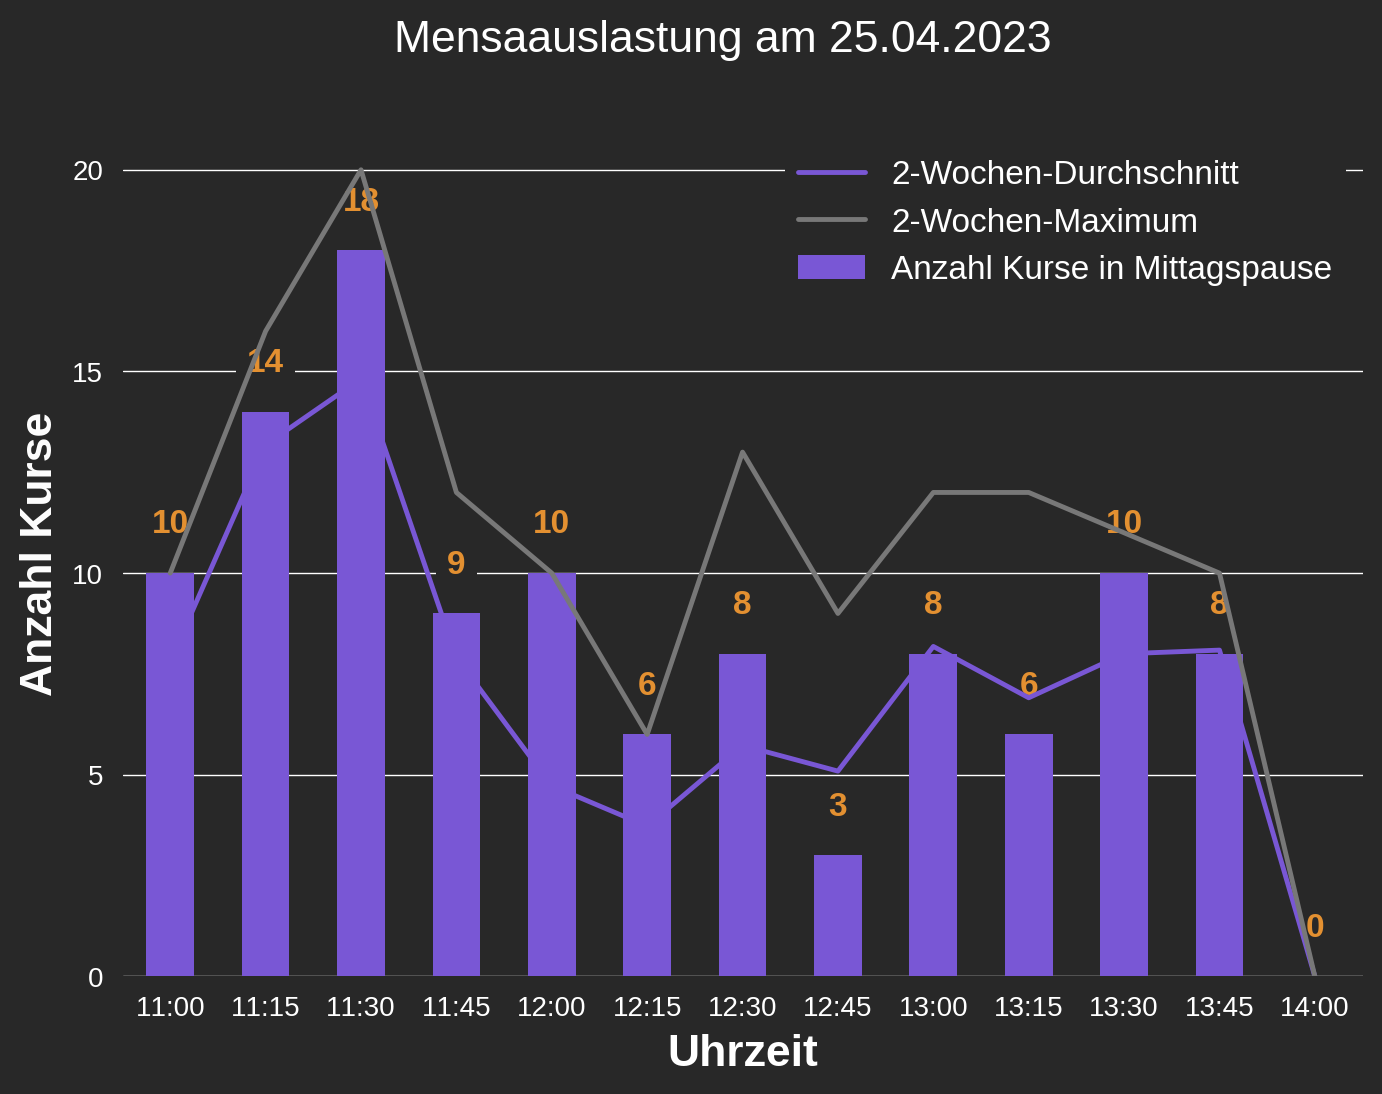 Mensaauslastung am 25.04.2023
2-Wochen-Durchschnitt
2-Wochen-Maximum
Anzahl Kurse in Mittagspause
Anzahl Kurse
20
15
10
5
0
10
14
18
9
10
6
8
3
8
6
10
8
0
11:00 11:15 11:30 11:45 12:00 12:15 12:30 12:45 13:00 13:15 13:30 13:45 14:00
Uhrzeit